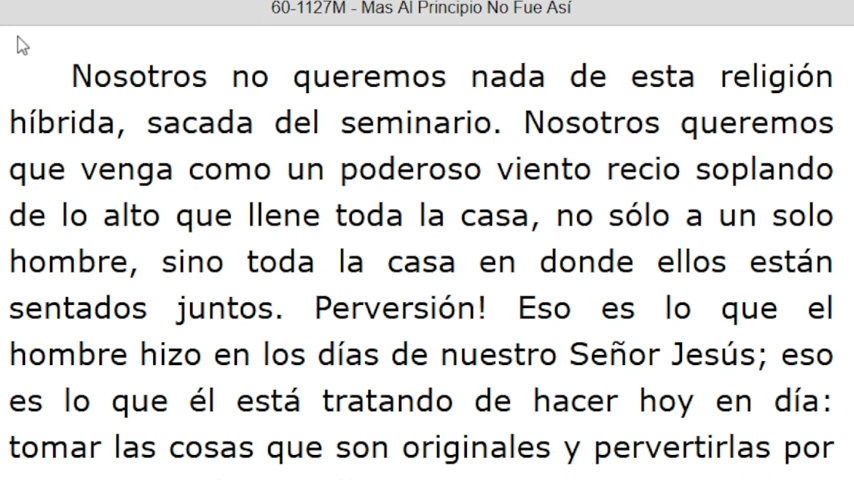 60-1127M - Mas Al Principio No Fue Así
Nosotros no queremos nada de esta religión
híbrida, sacada del seminario. Nosotros queremos
que venga como un poderoso viento recio soplando
de lo alto que llene toda la casa, no sólo a un solo
hombre, sino toda la casa en donde ellos están
sentados juntos. Perversión! Eso es lo que el
hombre hizo en los días de nuestro Señor Jesús; eso
es lo que él está tratando de hacer hoy en día:
tomar las cosas que son originales y pervertirlas por